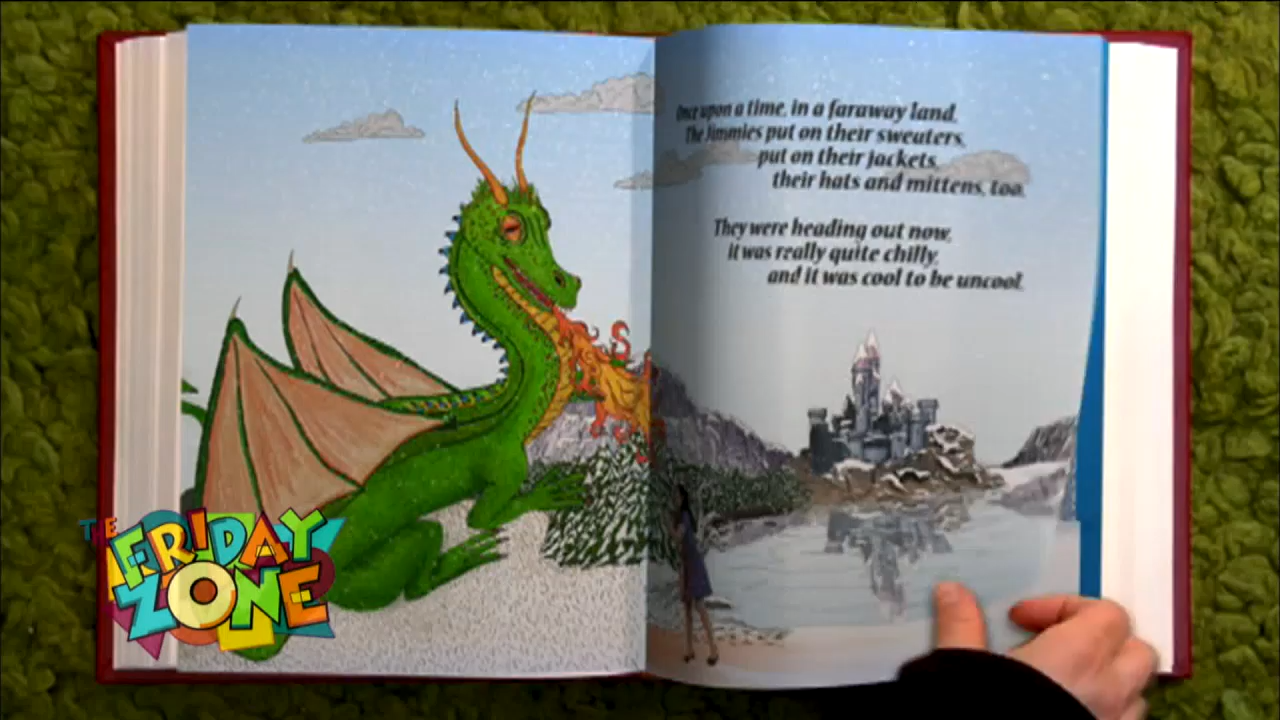 Once upon a time, in a faraway land,
The Jimmies put on their sweaters,
put on their jackets,
their hats and mittens, too.
They were heading out now,
it was really quite chilly,
and it was cool to be uncool.
THE
FRIDAY
ZONE